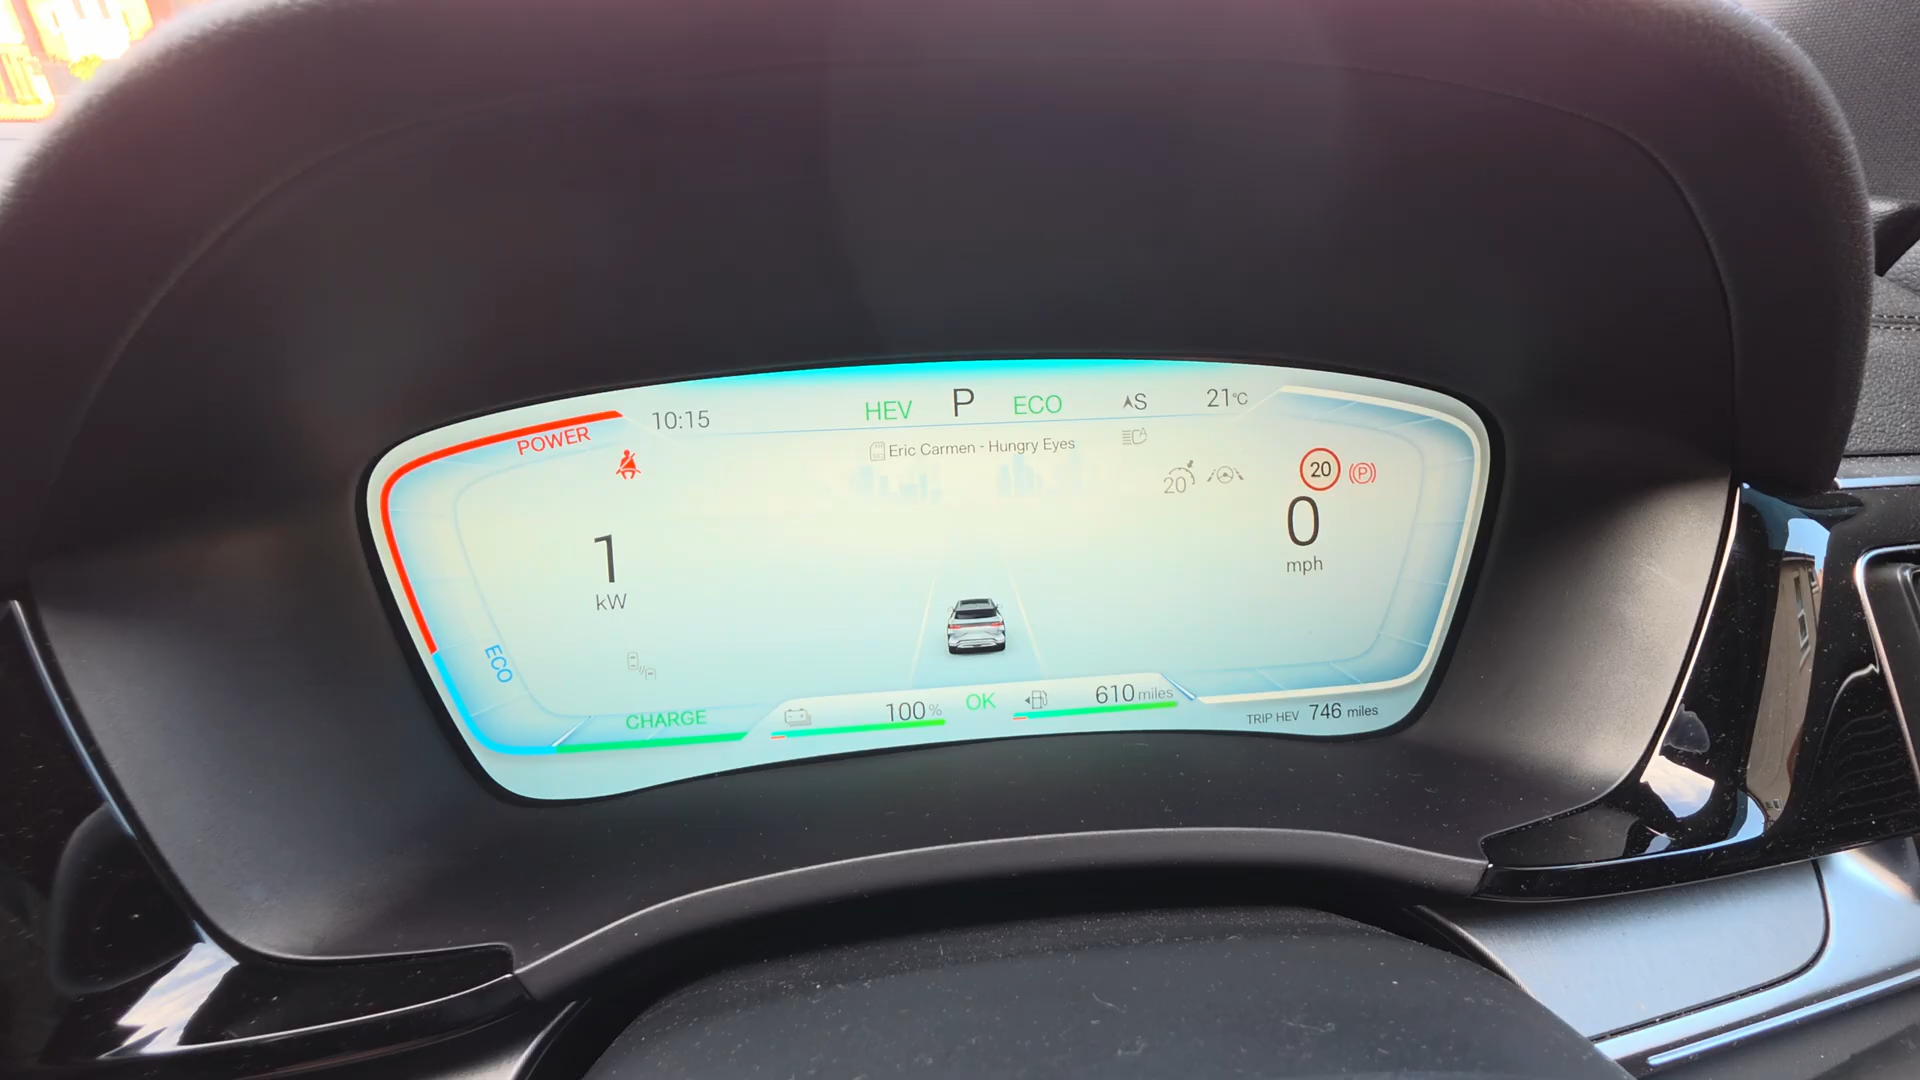 10:15
HEV P ECO S 21°C
Eric Carmen - Hungry Eyes
POWER
20
20
P
0
mph
1
kW
ECO
CHARGE
100%
OK
610 miles
TRIP HEV 746 miles